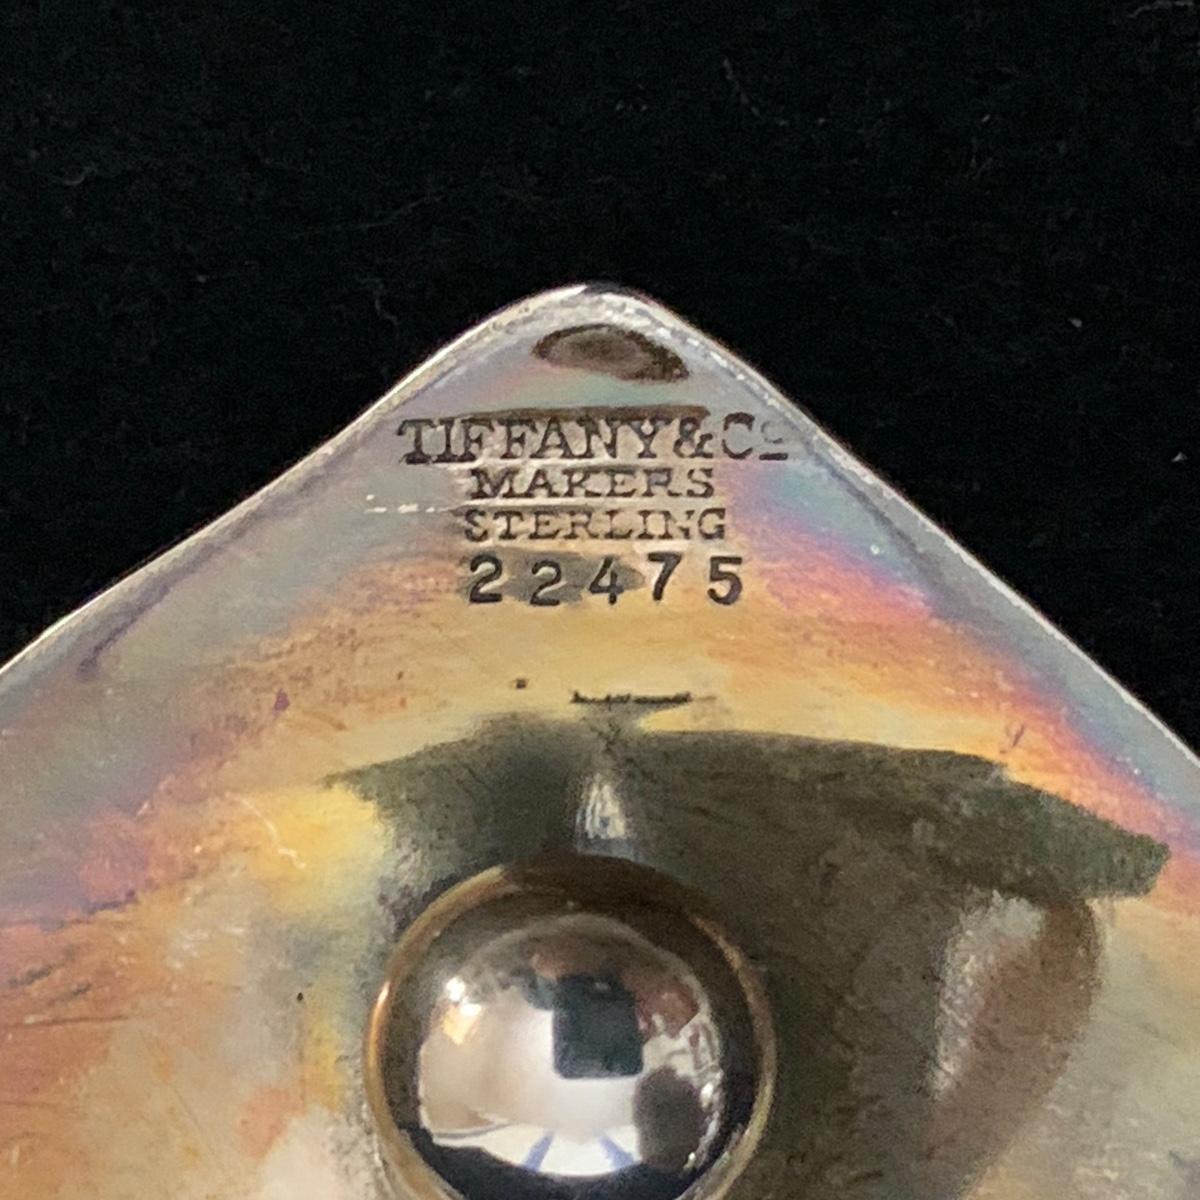 TIFFANY & Co
MAKERS
STERLING
22475